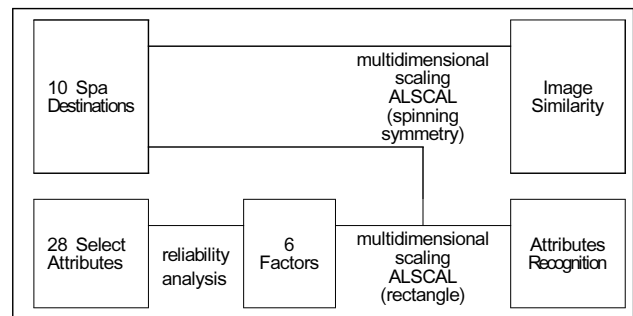 10 Spa
Destinations
multidimensional
scaling
ALSCAL
(spinning
symmetry)
Image
Similarity
28 Select
Attributes
reliability
analysis
6
Factors
multidimensional
scaling
ALSCAL
(rectangle)
Attributes
Recognition